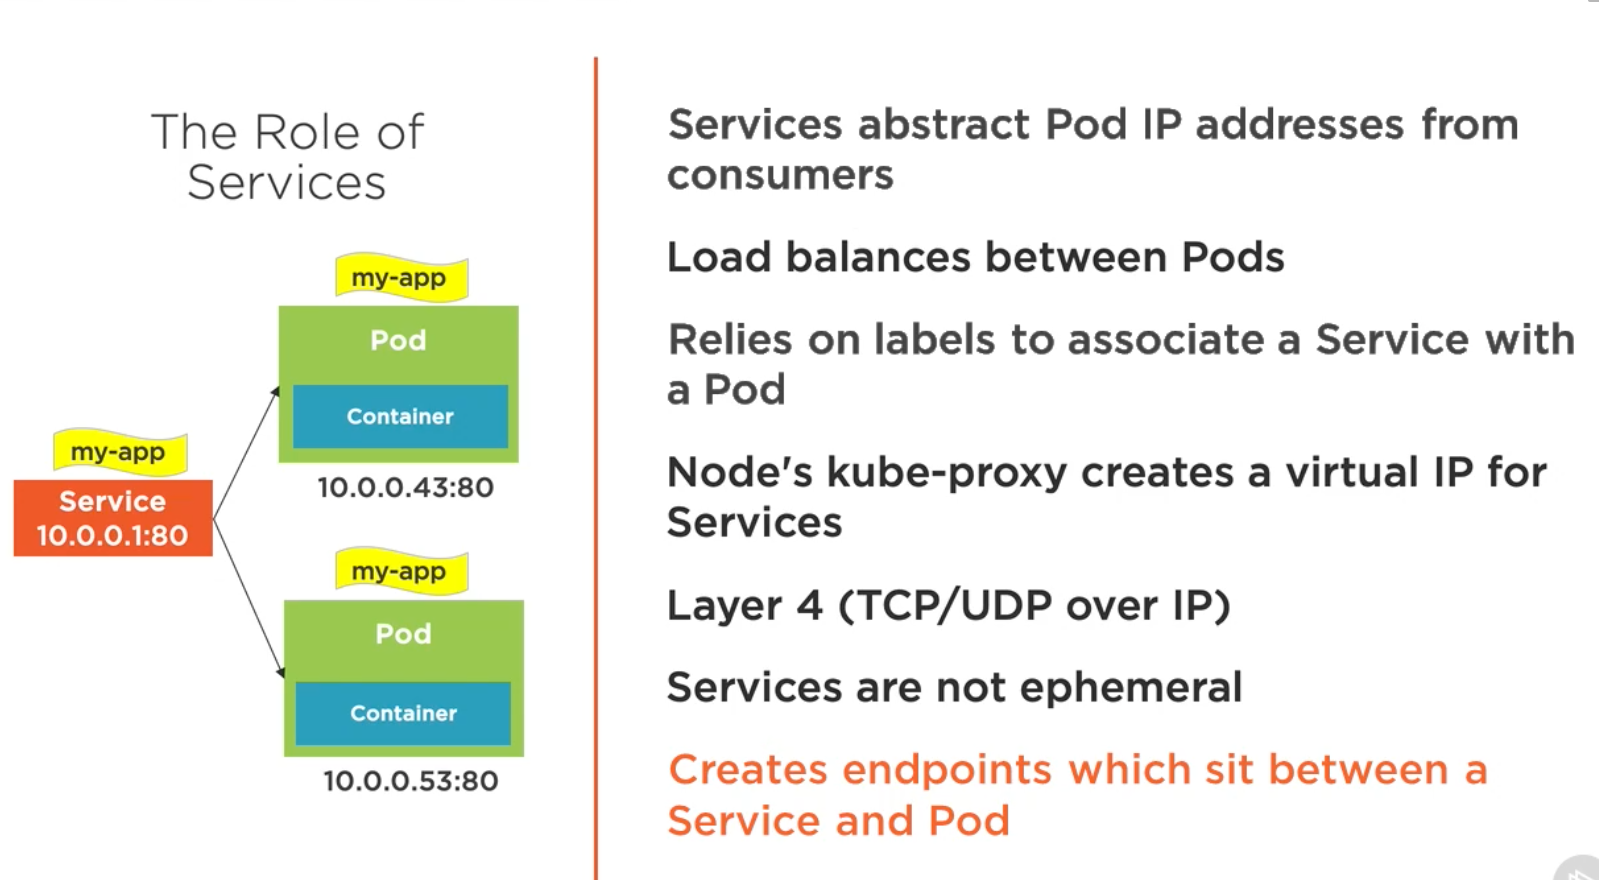 The Role of
Services
my-app
Pod
Container
10.0.0.43:80
my-app
Service
10.0.0.1:80
my-app
Pod
Container
10.0.0.53:80
Services abstract Pod IP addresses from
consumers
Load balances between Pods
Relies on labels to associate a Service with
a Pod
Node's kube-proxy creates a virtual IP for
Services
Layer 4 (TCP/UDP over IP)
Services are not ephemeral
Creates endpoints which sit between a
Service and Pod